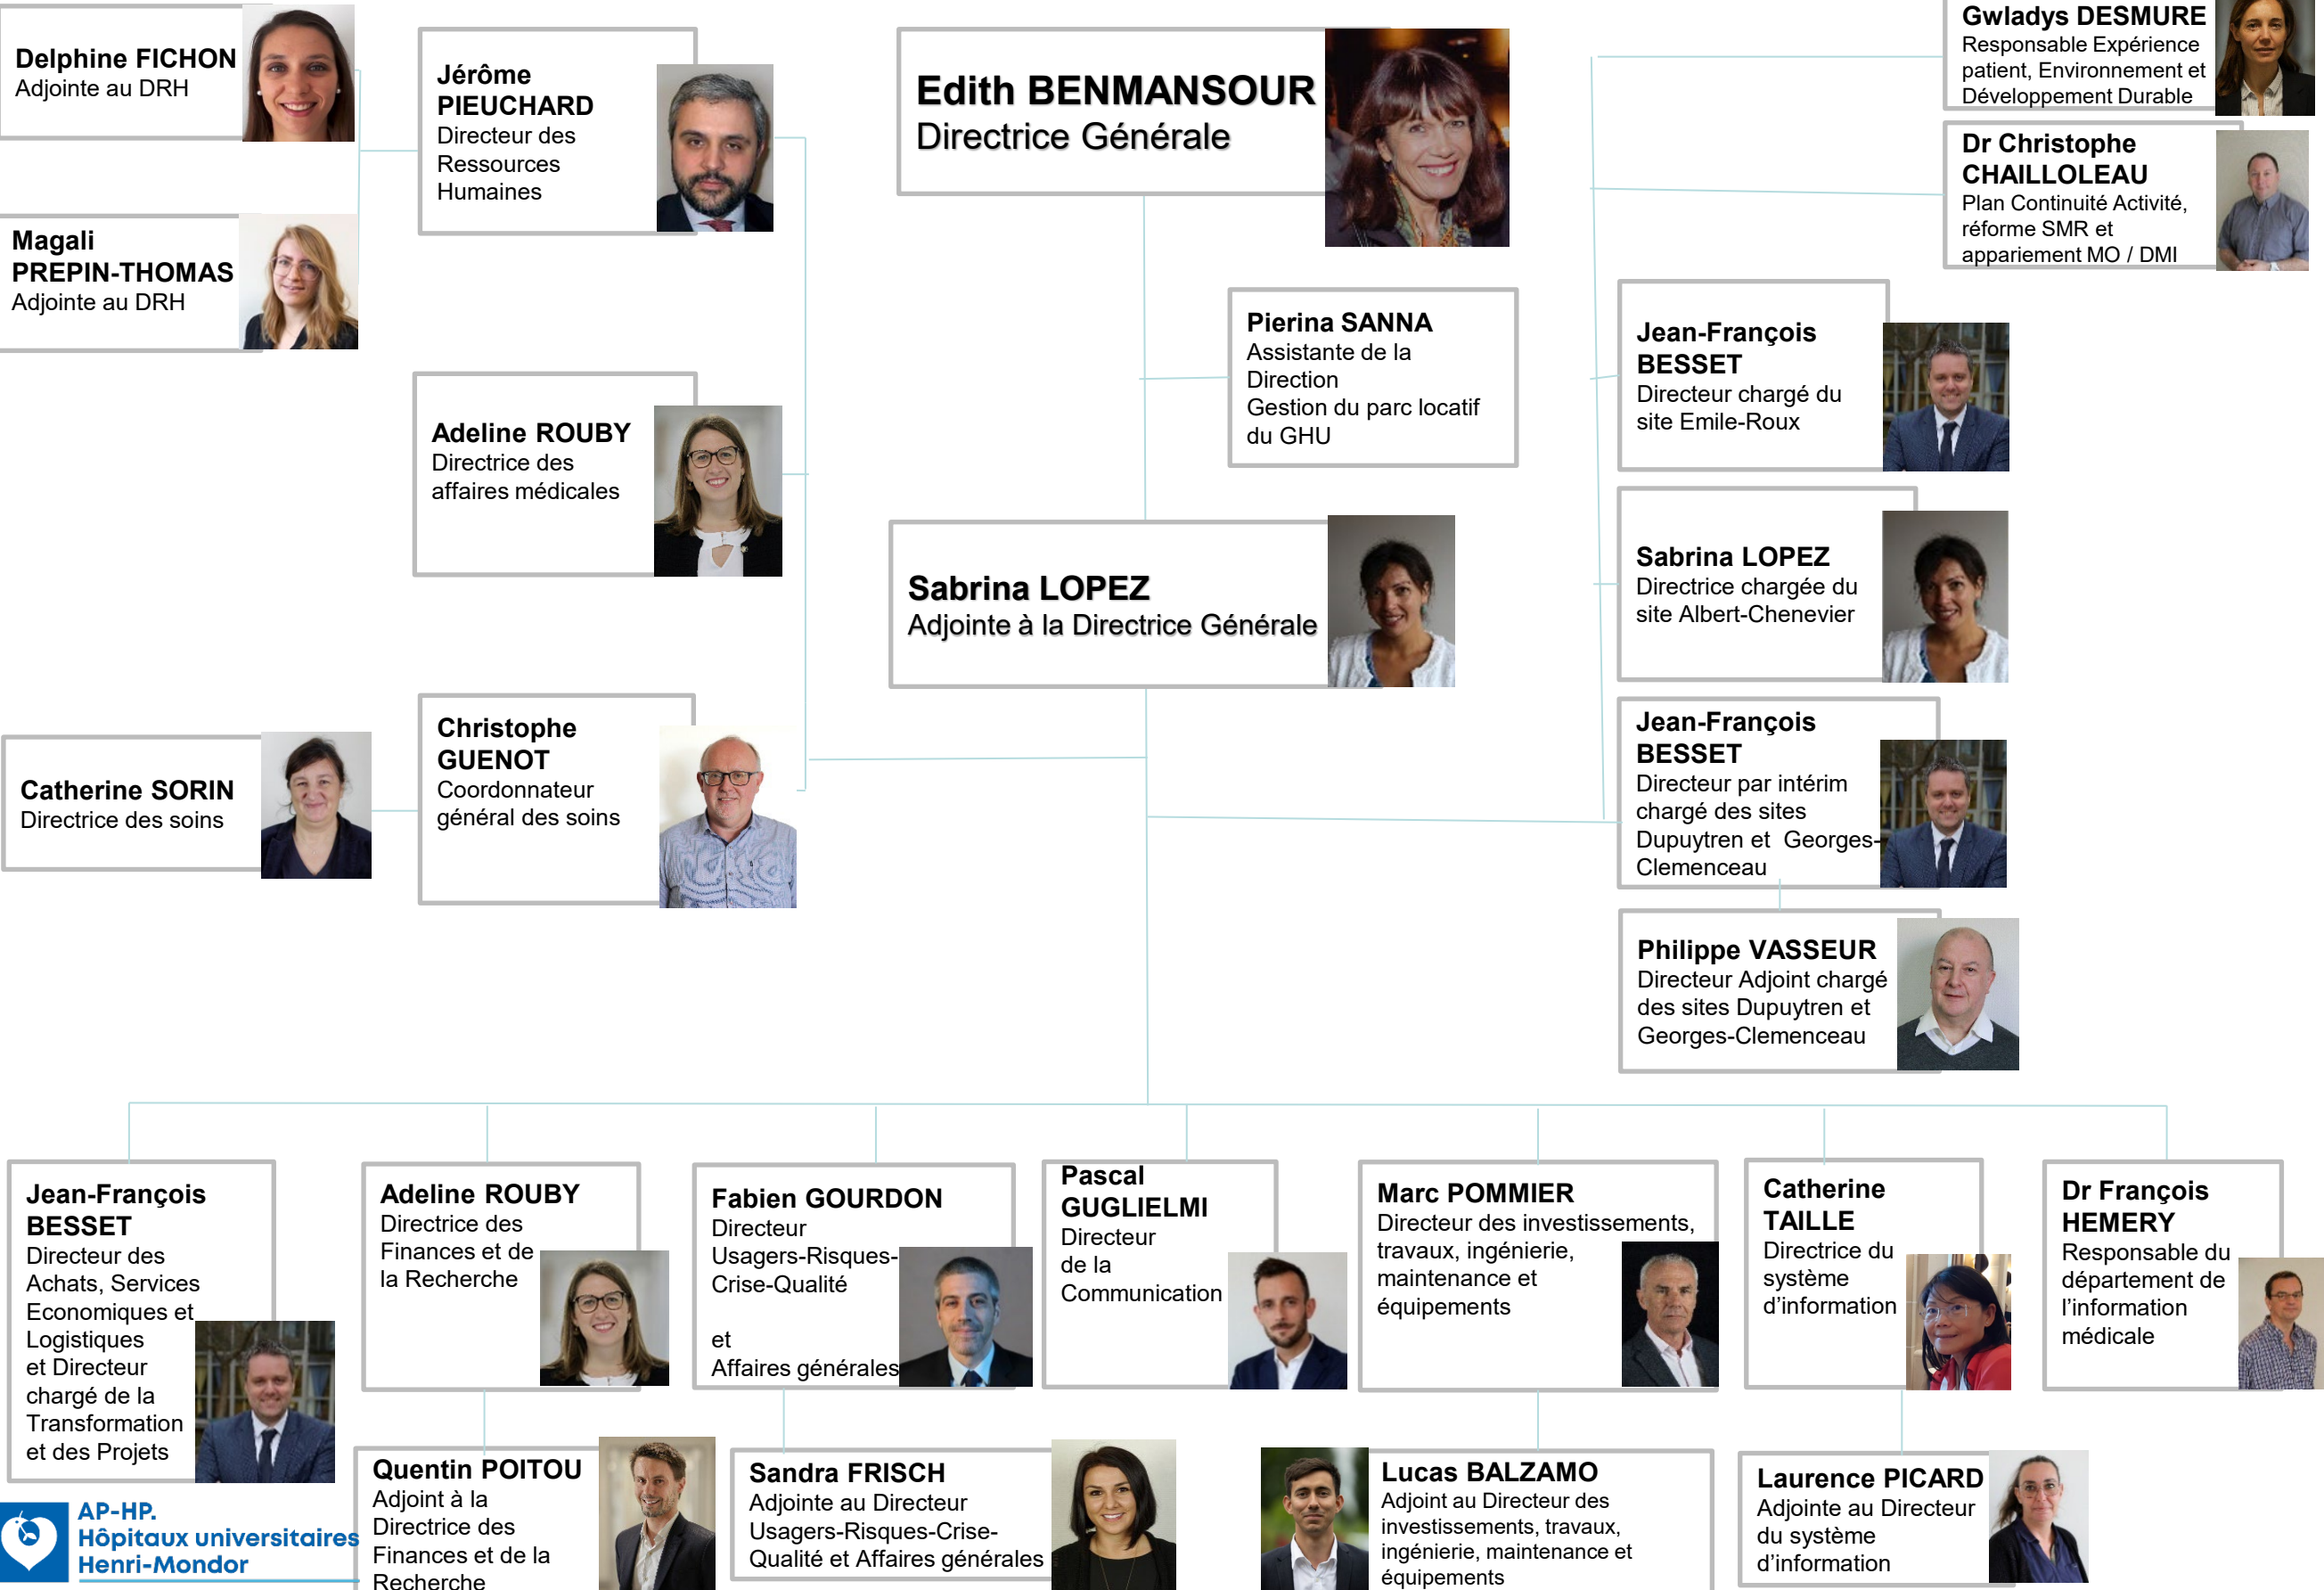 Delphine FICHON
Adjointe au DRH
Magali
PREPIN-THOMAS
Adjointe au DRH
Jérôme
PIEUCHARD
Directeur des
Ressources
Humaines
Adeline ROUBY
Directrice des
affaires médicales
Catherine SORIN
Directrice des soins
Christophe
GUENOT
Coordonnateur
général des soins
Edith BENMANSOUR
Directrice Générale
Pierina SANNA
Assistante de la
Direction
Gestion du parc locatif
du GHU
Sabrina LOPEZ
Adjointe à la Directrice Générale
Gwladys DESMURE
Responsable Expérience
patient, Environnement et
Développement Durable
Dr Christophe
CHAILLOLEAU
Plan Continuité Activité,
réforme SMR et
appariement MO / DMI
Jean-François
BESSET
Directeur chargé du
site Emile-Roux
Sabrina LOPEZ
Directrice chargée du
site Albert-Chenevier
Jean-François
BESSET
Directeur par intérim
chargé des sites
Dupuytren et Georges-
Clemenceau
Philippe VASSEUR
Directeur Adjoint chargé
des sites Dupuytren et
Georges-Clemenceau
Jean-François
BESSET
Directeur des
Achats, Services
Economiques et
Logistiques
et Directeur
chargé de la
Transformation
et des Projets
Adeline ROUBY
Directrice des
Finances et de
la Recherche
Fabien GOURDON
Directeur
Usagers-Risques-
Crise-Qualité
et
Affaires générales
Pascal
GUGLIELMI
Directeur
de la
Communication
Marc POMMIER
Directeur des investissements,
travaux, ingénierie,
maintenance et
équipements
Catherine
TAILLE
Directrice du
système
d’information
Dr François
HEMERY
Responsable du
département de
l’information
médicale
Quentin POITOU
Adjoint à la
Directrice des
Finances et de la
Recherche
Sandra FRISCH
Adjointe au Directeur
Usagers-Risques-Crise-
Qualité et Affaires générales
Lucas BALZAMO
Adjoint au Directeur des
investissements, travaux,
ingénierie, maintenance et
équipements
Laurence PICARD
Adjointe au Directeur
du système
d’information
AP-HP.
Hôpitaux universitaires
Henri-Mondor